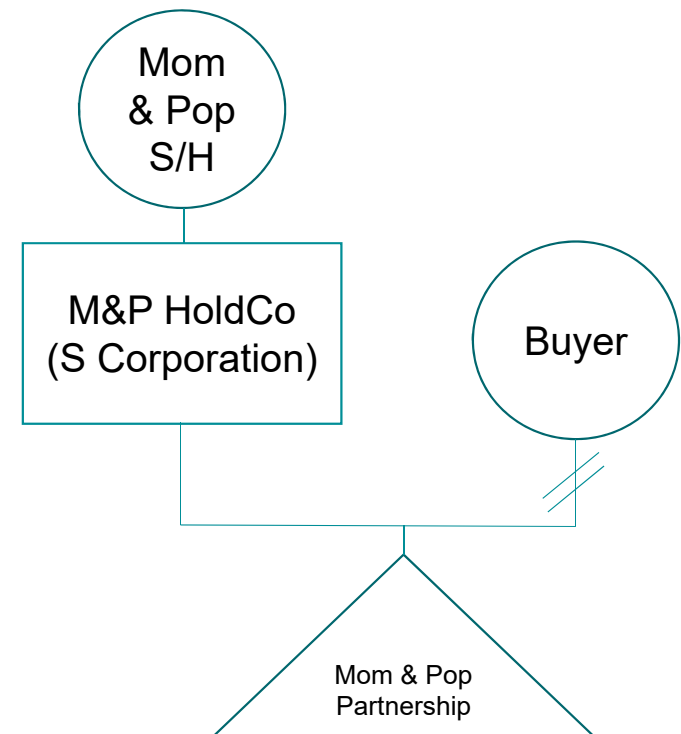 Mom
& Pop
S/H
M&P HoldCo
(S Corporation)
Buyer
Mom & Pop
Partnership